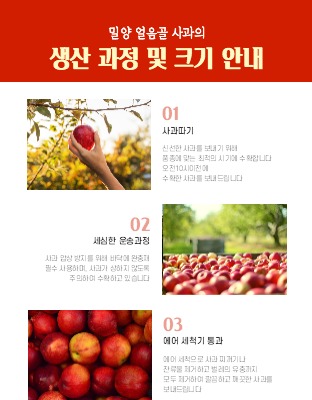 밀양 얼음골 사과의
생산 과정 및 크기 안내
01
사과따기
신선한 사과를 보내기 위해
품종에 맞는 최적의 시기에 수확합니다
오전10시이전에
수확한 사과를 보내드립니다
02
세심한 운송과정
사과 압상 방지를 위해 바닥에 완충재
필수 사용하며, 사과가 상하지 않도록
주의하여 수확하고 있습니다
03
에어 세척기 통과
에어 세척으로 사과 찌꺼기나
잔류물 제거하고 벌레의 유충까지
모두 제거하여 깔끔하고 깨끗한 사과를
보내드립니다